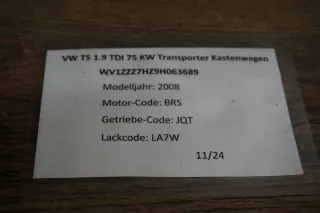 VW T5 1.9 TDI 75 KW Transporter Kastenwagen
WV1ZZZ7HZ9H063689
Modelljahr: 2008
Motor-Code: BRS
Getriebe-Code: JQT
Lackcode: LA7W
11/24